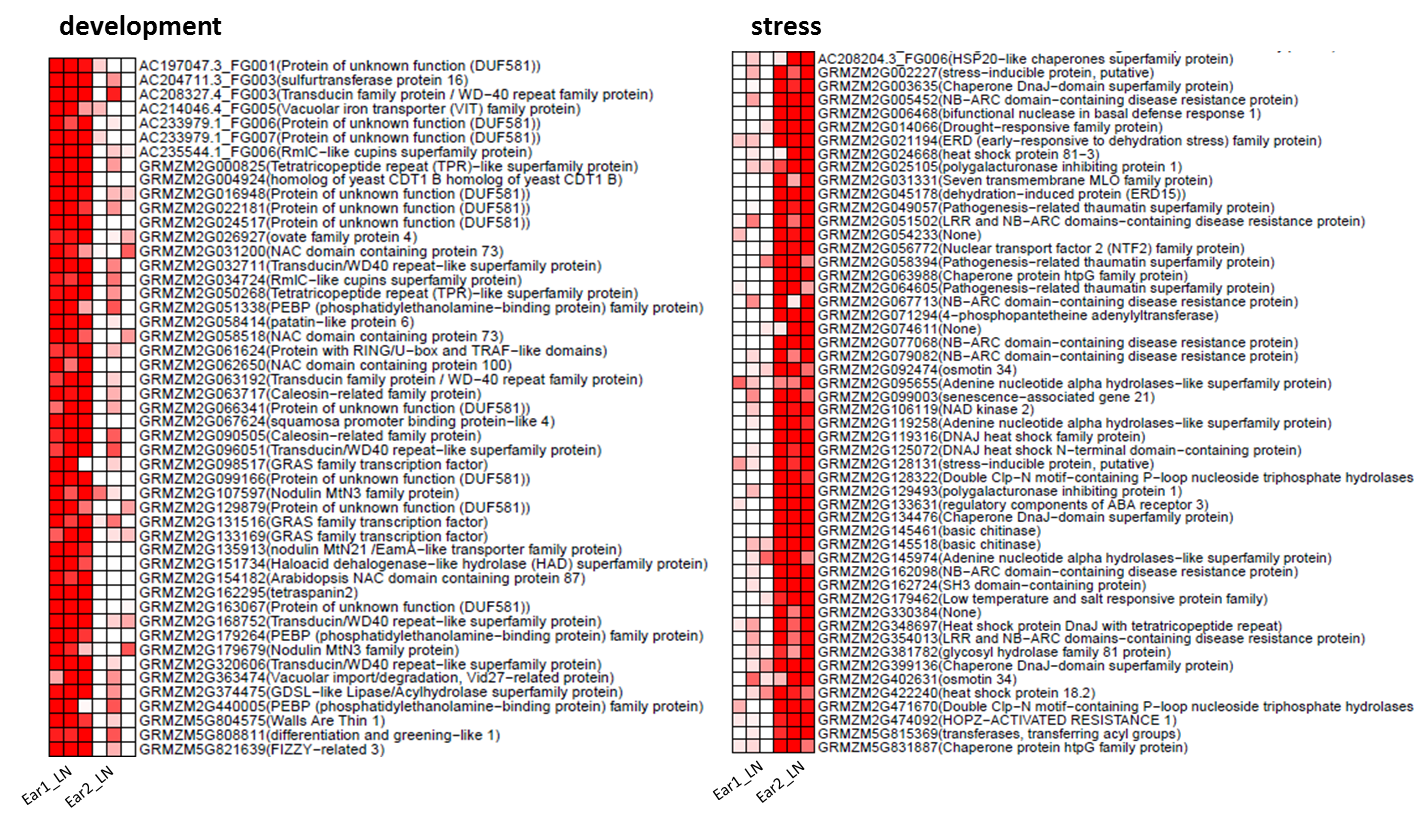 development
AC197047.3_FG001(Protein of unknown function (DUF581))
AC204711.3_FG003(sulfurtransferase protein 16)
AC208327.4_FG003(Transducin family protein / WD−40 repeat family protein)
AC214046.4_FG005(Vacuolar iron transporter (VIT) family protein)
AC233979.1_FG006(Protein of unknown function (DUF581))
AC233979.1_FG007(Protein of unknown function (DUF581))
AC235544.1_FG006(RmlC−like cupins superfamily protein)
GRMZM2G000825(Tetratricopeptide repeat (TPR)−like superfamily protein)
GRMZM2G004924(homolog of yeast CDT1 B homolog of yeast CDT1 B)
GRMZM2G016948(Protein of unknown function (DUF581))
GRMZM2G022181(Protein of unknown function (DUF581))
GRMZM2G024517(Protein of unknown function (DUF581))
GRMZM2G026927(ovate family protein 4)
GRMZM2G031200(NAC domain containing protein 73)
GRMZM2G032711(Transducin/WD40 repeat−like superfamily protein)
GRMZM2G034724(RmlC−like cupins superfamily protein)
GRMZM2G050268(Tetratricopeptide repeat (TPR)−like superfamily protein)
GRMZM2G051338(PEBP (phosphatidylethanolamine−binding protein) family protein)
GRMZM2G058414(patatin−like protein 6)
GRMZM2G058518(NAC domain containing protein 73)
GRMZM2G061624(Protein with RING/U−box and TRAF−like domains)
GRMZM2G062650(NAC domain containing protein 100)
GRMZM2G063192(Transducin family protein / WD−40 repeat family protein)
GRMZM2G063717(Caleosin−related family protein)
GRMZM2G066341(Protein of unknown function (DUF581))
GRMZM2G067624(squamosa promoter binding protein−like 4)
GRMZM2G090505(Caleosin−related family protein)
GRMZM2G096051(Transducin/WD40 repeat−like superfamily protein)
GRMZM2G098517(GRAS family transcription factor)
GRMZM2G099166(Protein of unknown function (DUF581))
GRMZM2G107597(Nodulin MtN3 family protein)
GRMZM2G129879(Protein of unknown function (DUF581))
GRMZM2G131516(GRAS family transcription factor)
GRMZM2G133169(GRAS family transcription factor)
GRMZM2G135913(nodulin MtN21 /EamA−like transporter family protein)
GRMZM2G151734(Haloacid dehalogenase−like hydrolase (HAD) superfamily protein)
GRMZM2G154182(Arabidopsis NAC domain containing protein 87)
GRMZM2G162295(tetraspanin2)
GRMZM2G163067(Protein of unknown function (DUF581))
GRMZM2G168752(Transducin/WD40 repeat−like superfamily protein)
GRMZM2G179264(PEBP (phosphatidylethanolamine−binding protein) family protein)
GRMZM2G179679(Nodulin MtN3 family protein)
GRMZM2G320606(Transducin/WD40 repeat−like superfamily protein)
GRMZM2G363474(Vacuolar import/degradation, Vid27−related protein)
GRMZM2G374475(GDSL−like Lipase/Acylhydrolase superfamily protein)
GRMZM2G440005(PEBP (phosphatidylethanolamine−binding protein) family protein)
GRMZM5G804575(Walls Are Thin 1)
GRMZM5G808811(differentiation and greening−like 1)
GRMZM5G821639(FIZZY−related 3)
Ear1_LN
Ear2_LN
stress
AC208204.3_FG006(HSP20−like chaperones superfamily protein)
GRMZM2G002227(stress−inducible protein, putative)
GRMZM2G003635(Chaperone DnaJ−domain superfamily protein)
GRMZM2G005452(NB−ARC domain−containing disease resistance protein)
GRMZM2G006468(bifunctional nuclease in basal defense response 1)
GRMZM2G014066(Drought−responsive family protein)
GRMZM2G021194(ERD (early−responsive to dehydration stress) family protein)
GRMZM2G024668(heat shock protein 81−3)
GRMZM2G025105(polygalacturonase inhibiting protein 1)
GRMZM2G031331(Seven transmembrane MLO family protein)
GRMZM2G045178(dehydration−induced protein (ERD15))
GRMZM2G049057(Pathogenesis−related thaumatin superfamily protein)
GRMZM2G051502(LRR and NB−ARC domains−containing disease resistance protein)
GRMZM2G054233(None)
GRMZM2G056772(Nuclear transport factor 2 (NTF2) family protein)
GRMZM2G058394(Pathogenesis−related thaumatin superfamily protein)
GRMZM2G063988(Chaperone protein htpG family protein)
GRMZM2G064605(Pathogenesis−related thaumatin superfamily protein)
GRMZM2G067713(NB−ARC domain−containing disease resistance protein)
GRMZM2G071294(4−phosphopantetheine adenylyltransferase)
GRMZM2G074611(None)
GRMZM2G077068(NB−ARC domain−containing disease resistance protein)
GRMZM2G079082(NB−ARC domain−containing disease resistance protein)
GRMZM2G092474(osmotin 34)
GRMZM2G095655(Adenine nucleotide alpha hydrolases−like superfamily protein)
GRMZM2G099003(senescence−associated gene 21)
GRMZM2G106119(NAD kinase 2)
GRMZM2G119258(Adenine nucleotide alpha hydrolases−like superfamily protein)
GRMZM2G119316(DNAJ heat shock family protein)
GRMZM2G125072(DNAJ heat shock N−terminal domain−containing protein)
GRMZM2G128131(stress−inducible protein, putative)
GRMZM2G128322(Double Clp−N motif−containing P−loop nucleoside triphosphate hydrolases
GRMZM2G129493(polygalacturonase inhibiting protein 1)
GRMZM2G133631(regulatory components of ABA receptor 3)
GRMZM2G134476(Chaperone DnaJ−domain superfamily protein)
GRMZM2G145461(basic chitinase)
GRMZM2G145518(basic chitinase)
GRMZM2G145974(Adenine nucleotide alpha hydrolases−like superfamily protein)
GRMZM2G162098(NB−ARC domain−containing disease resistance protein)
GRMZM2G162724(SH3 domain−containing protein)
GRMZM2G179462(Low temperature and salt responsive protein family)
GRMZM2G330384(None)
GRMZM2G348697(Heat shock protein DnaJ with tetratricopeptide repeat)
GRMZM2G354013(LRR and NB−ARC domains−containing disease resistance protein)
GRMZM2G381782(glycosyl hydrolase family 81 protein)
GRMZM2G399136(Chaperone DnaJ−domain superfamily protein)
GRMZM2G402631(osmotin 34)
GRMZM2G422240(heat shock protein 18.2)
GRMZM2G471670(Double Clp−N motif−containing P−loop nucleoside triphosphate hydrolases
GRMZM2G474092(HOPZ−ACTIVATED RESISTANCE 1)
GRMZM5G815369(transferases, transferring acyl groups)
GRMZM5G831887(Chaperone protein htpG family protein)
Ear1_LN
Ear2_LN